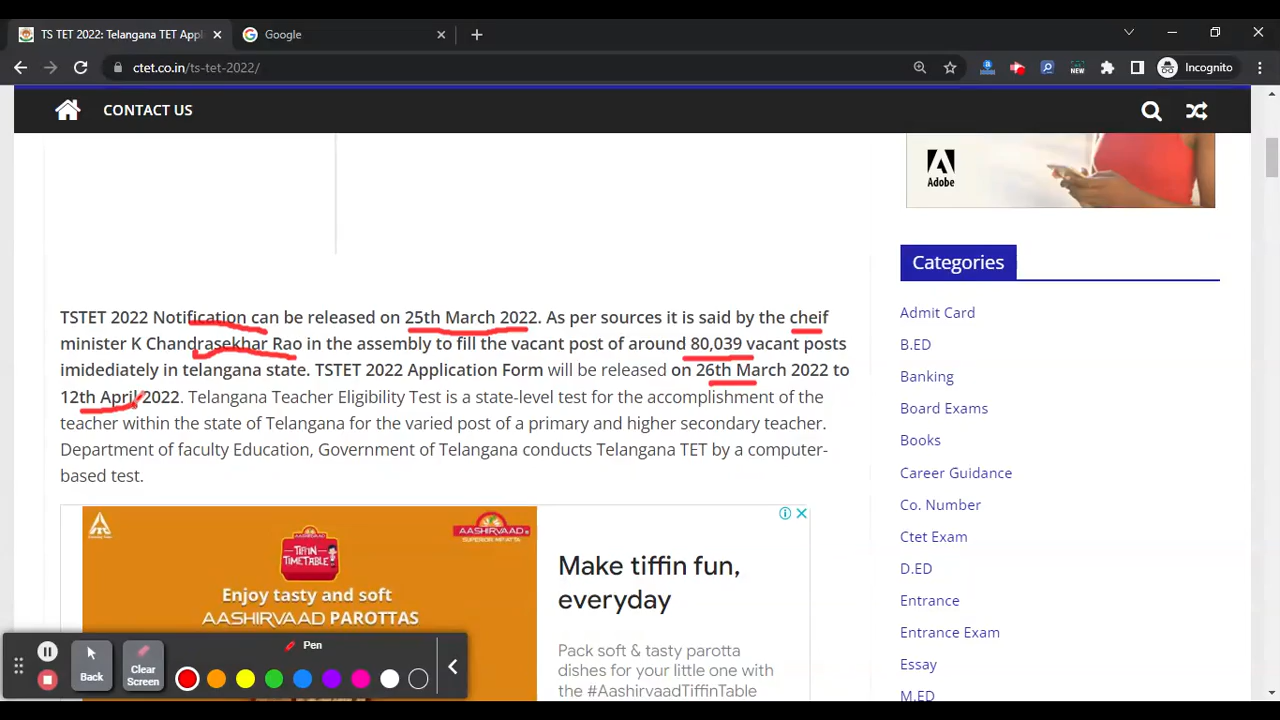 TS TET 2022: Telangana TET Appl
Google
ctet.co.in/ts-tet-2022/
NEW
Incognito
CONTACT US
Adobe
Categories
Admit Card
B.ED
Banking
Board Exams
Books
Career Guidance
Co. Number
Ctet Exam
D.ED
Entrance
Entrance Exam
Essay
M.ED
TSTET 2022 Notification can be released on 25th March 2022. As per sources it is said by the cheif
minister K Chandrasekhar Rao in the assembly to fill the vacant post of around 80,039 vacant posts
imidediately in telangana state. TSTET 2022 Application Form will be released on 26th March 2022 to
12th April 2022. Telangana Teacher Eligibility Test is a state-level test for the accomplishment of the
teacher within the state of Telangana for the varied post of a primary and higher secondary teacher.
Department of faculty Education, Government of Telangana conducts Telangana TET by a computer-
based test.
TIFFIN
TIMETABLE
AASHIRVAAD
Enjoy tasty and soft
AASHIRVAAD PAROTTAS
Make tiffin fun,
everyday
Pack soft & tasty parotta
dishes for your little one with
the #AashirvaadTiffinTable
Pen
Back
Clear
Screen